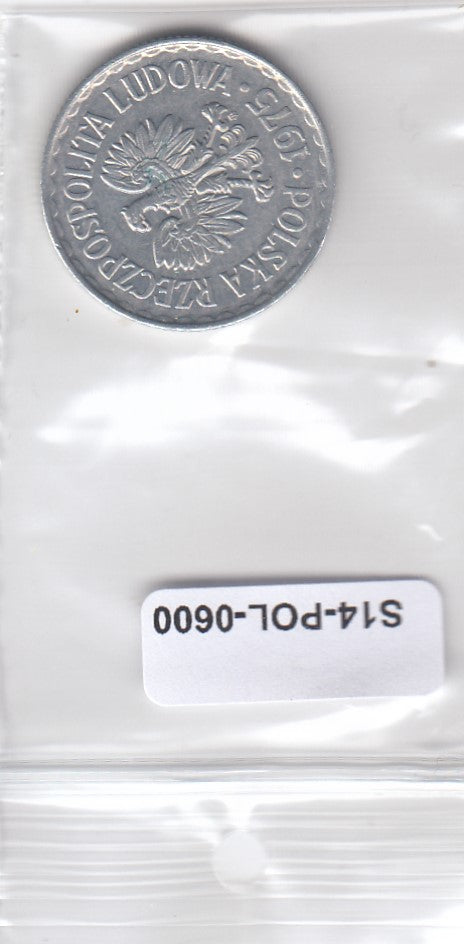 POLSKA RZECZPOSPOLITA LUDOWA · 1975 ·
S14-POL-0600